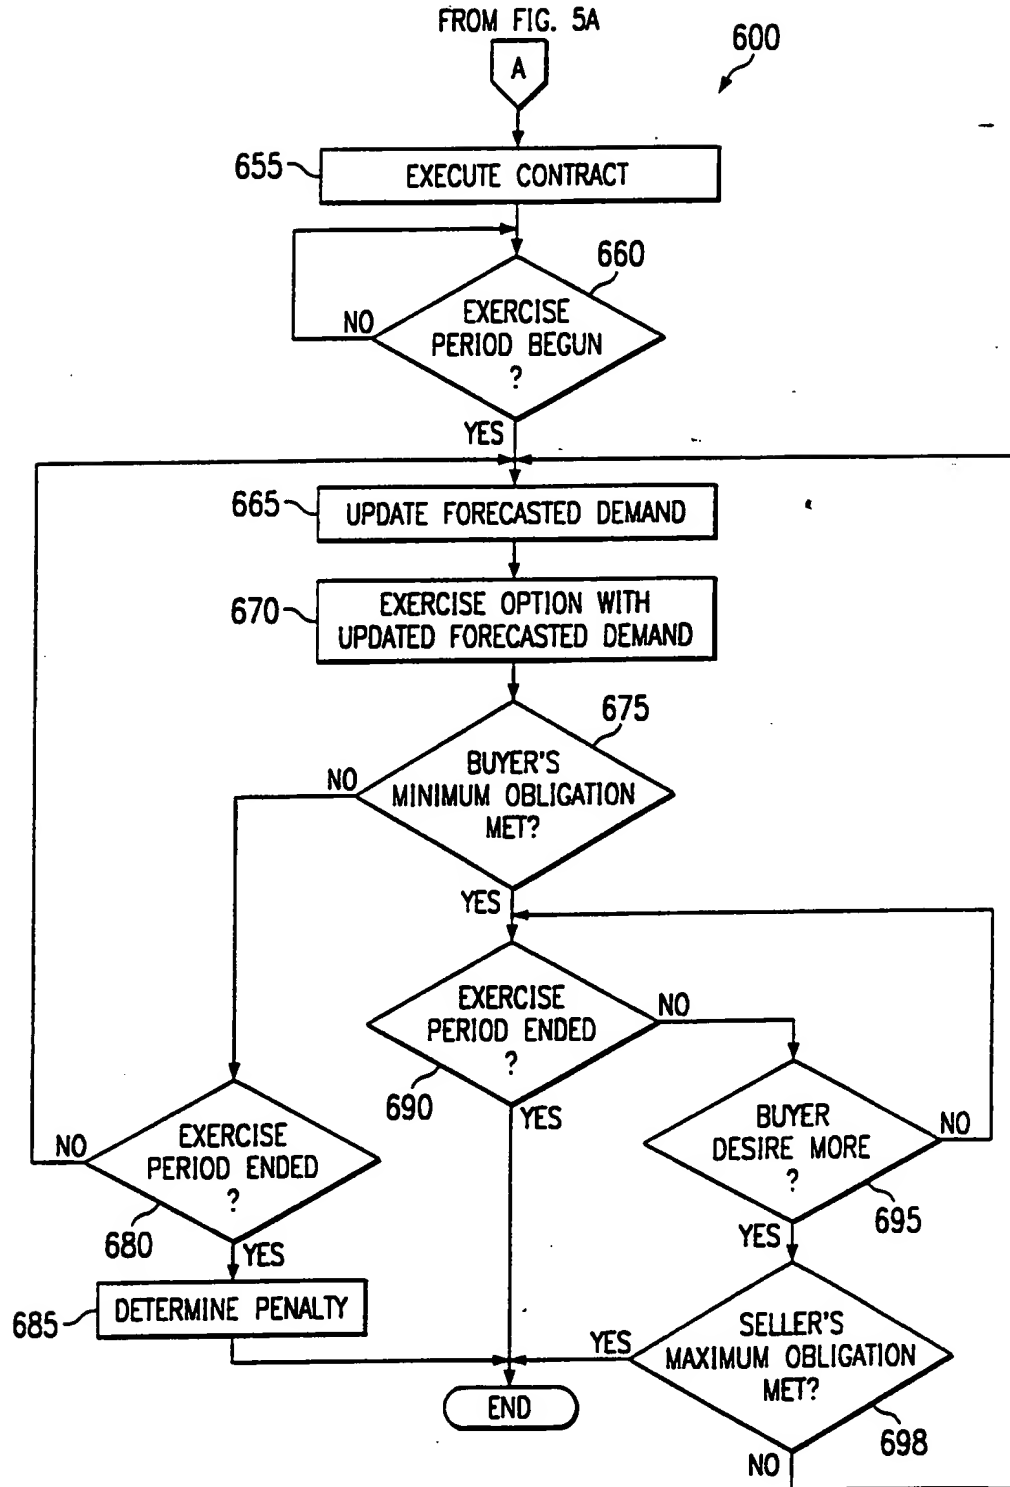 FROM FIG. 5A
A
600
655
EXECUTE CONTRACT
660
EXERCISE
PERIOD BEGUN
?
NO
YES
665
UPDATE FORECASTED DEMAND
670
EXERCISE OPTION WITH
UPDATED FORECASTED DEMAND
675
BUYER'S
MINIMUM OBLIGATION
MET?
NO
YES
EXERCISE
PERIOD ENDED
?
NO
690
YES
BUYER
DESIRE MORE
?
NO
695
YES
EXERCISE
PERIOD ENDED
?
NO
680
YES
685
DETERMINE PENALTY
SELLER'S
MAXIMUM OBLIGATION
MET?
YES
698
NO
END